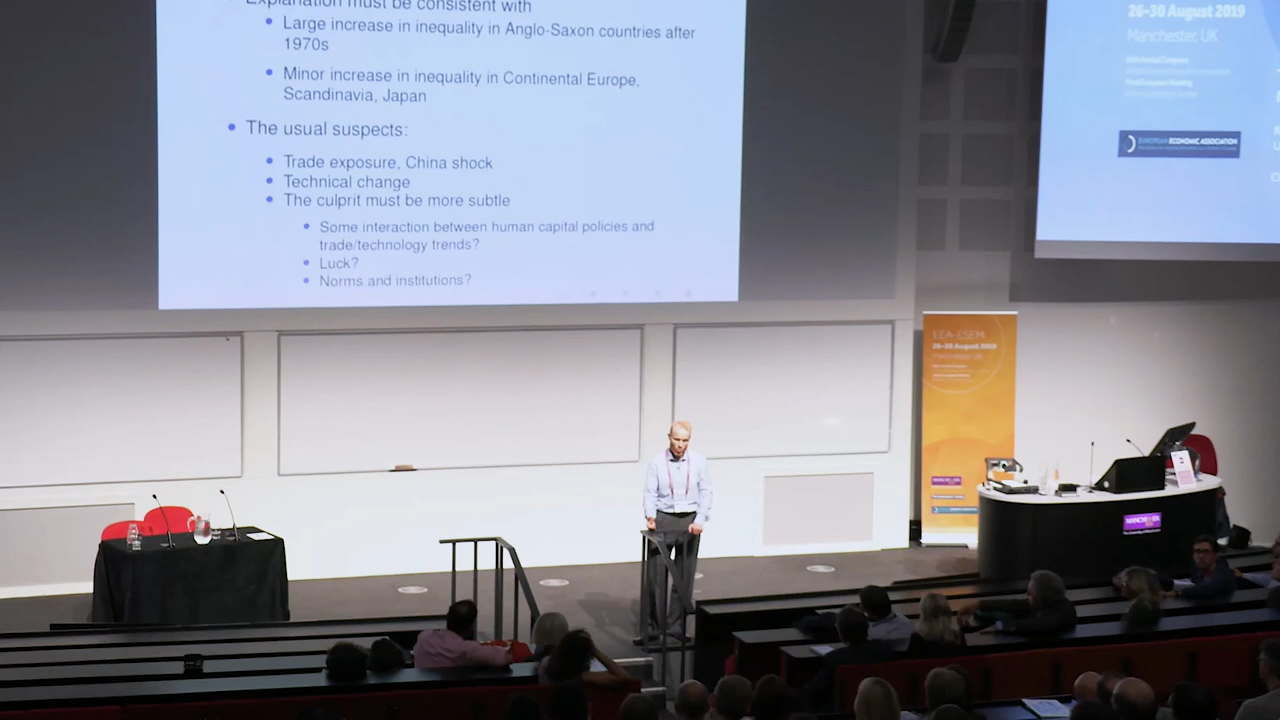 Explanation must be consistent with
• Large increase in inequality in Anglo-Saxon countries after
1970s
• Minor increase in inequality in Continental Europe,
Scandinavia, Japan
• The usual suspects:
• Trade exposure, China shock
• Technical change
• The culprit must be more subtle
• Some interaction between human capital policies and
trade/technology trends?
• Luck?
• Norms and institutions?
26-30 August 2019
Manchester, UK
EUROPEAN ECONOMIC ASSOCIATION
EEA-ESEM
26-30 August 2019
Manchester, UK
MANCHESTER